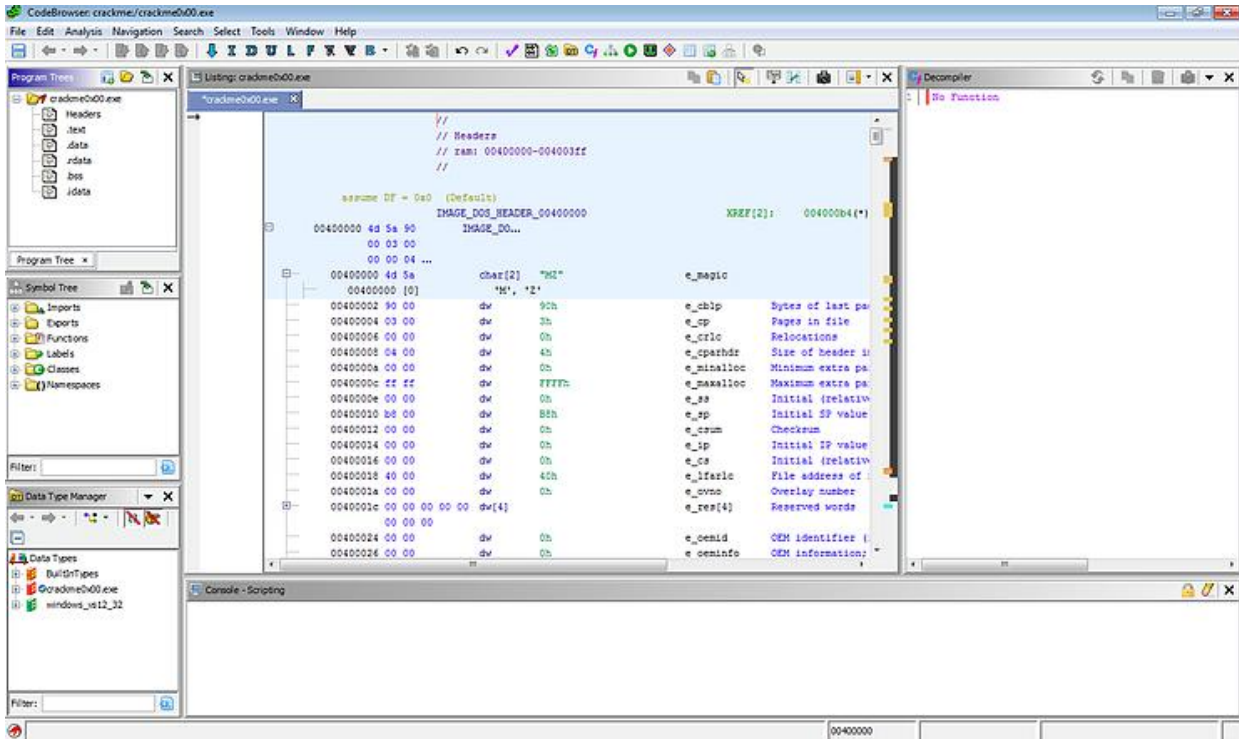 CodeBrowser: crackme:/crackme0x00.exe
File Edit Analysis Navigation Search Select Tools Window Help
I D U L F B
Program Trees
crackme0x00.exe
Headers
.text
.data
.rdata
.bss
.idata
Program Tree
Symbol Tree
Imports
Exports
Functions
Labels
Classes
Namespaces
Filter:
Data Type Manager
Data Types
BuiltInTypes
crackme0x00.exe
windows_vs12_32
Filter:
Listing: crackme0x00.exe
*crackme0x00.exe
//
// Headers
// ram: 00400000-004003ff
//
assume DF = 0x0 (Default)
IMAGE_DOS_HEADER_00400000 XREF[2]: 004000b4(*)
00400000 4d 5a 90 IMAGE_DO...
00 03 00
00 00 04 ...
00400000 4d 5a char[2] "MZ" e_magic
00400000 [0] 'M', 'Z'
00400002 90 00 dw 90h e_cblp Bytes of last pa
00400004 03 00 dw 3h e_cp Pages in file
00400006 00 00 dw 0h e_crlc Relocations
00400008 04 00 dw 4h e_cparhdr Size of header i
0040000a 00 00 dw 0h e_minalloc Minimum extra pa
0040000c ff ff dw FFFFh e_maxalloc Maximum extra pa
0040000e 00 00 dw 0h e_ss Initial (relativ
00400010 b8 00 dw B8h e_sp Initial SP value
00400012 00 00 dw 0h e_csum Checksum
00400014 00 00 dw 0h e_ip Initial IP value
00400016 00 00 dw 0h e_cs Initial (relativ
00400018 40 00 dw 40h e_lfarlc File address of
0040001a 00 00 dw 0h e_ovno Overlay number
0040001c 00 00 00 00 00 dw[4] e_res[4] Reserved words
00 00 00
00400024 00 00 dw 0h e_oemid OEM identifier (
00400026 00 00 dw 0h e_oeminfo OEM information;
Decompiler
1 No Function
Console - Scripting
00400000